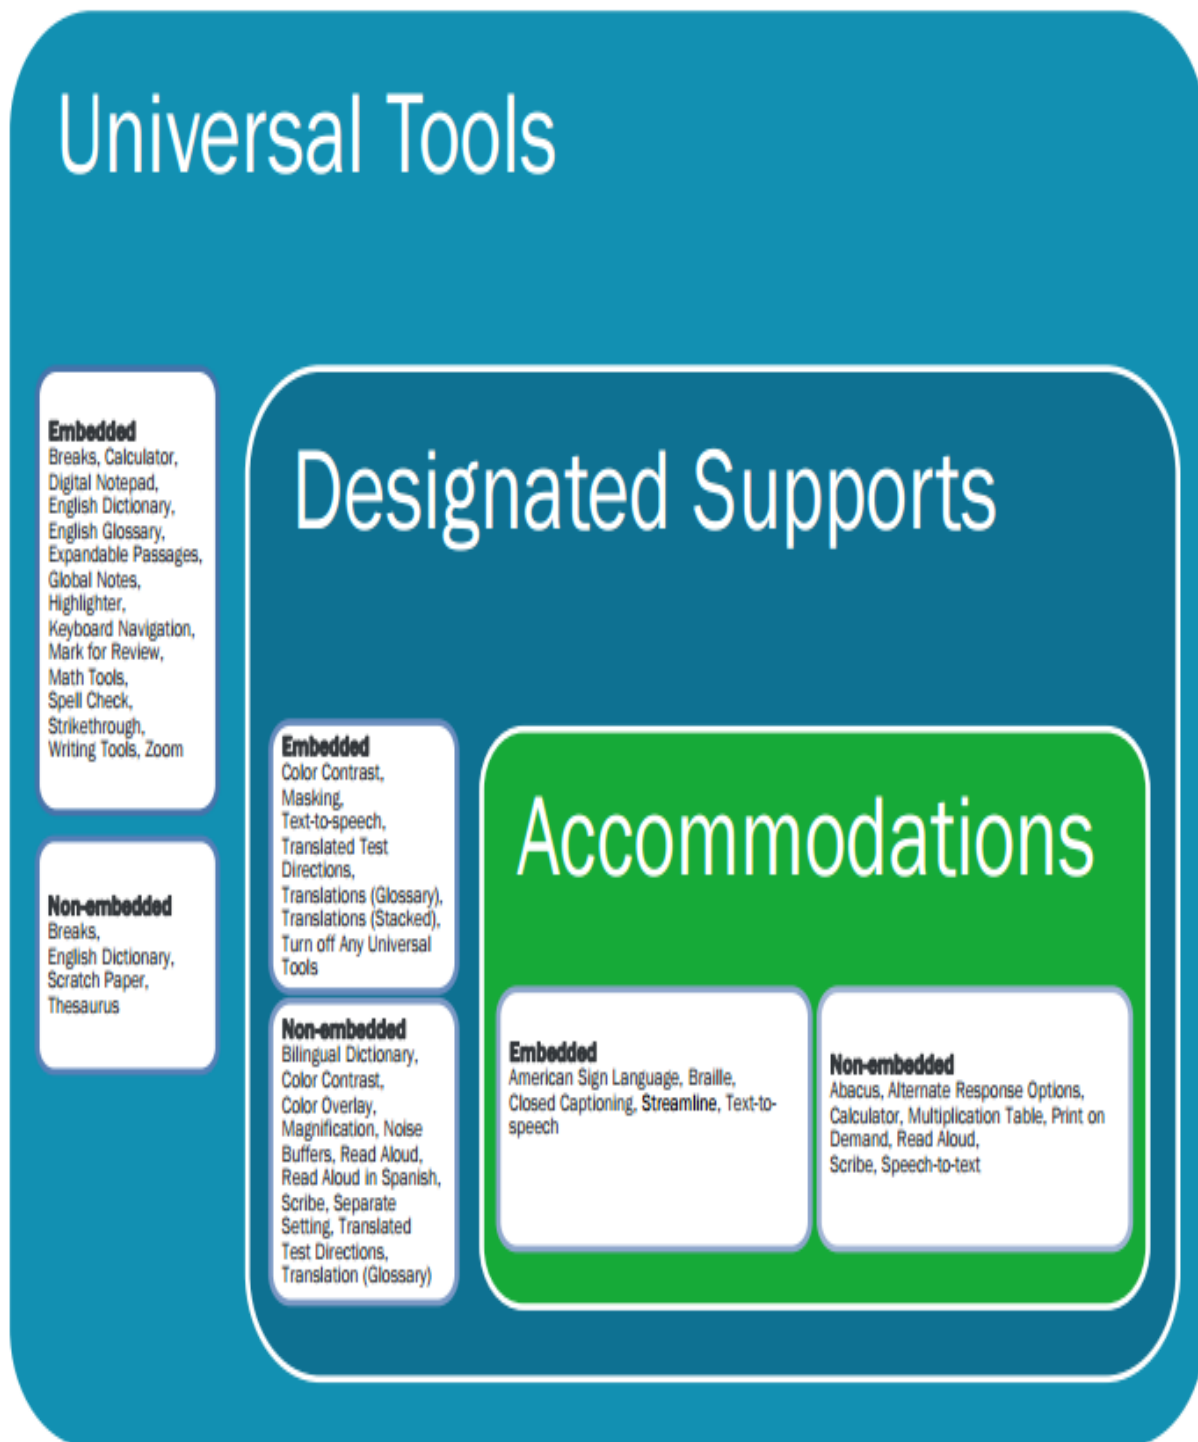 Universal Tools
Embedded
Breaks, Calculator,
Digital Notepad,
English Dictionary,
English Glossary,
Expandable Passages,
Global Notes,
Highlighter,
Keyboard Navigation,
Mark for Review,
Math Tools,
Spell Check,
Strikethrough,
Writing Tools, Zoom
Non-embedded
Breaks,
English Dictionary,
Scratch Paper,
Thesaurus
Designated Supports
Embedded
Color Contrast,
Masking,
Text-to-speech,
Translated Test
Directions,
Translations (Glossary),
Translations (Stacked),
Turn off Any Universal
Tools
Non-embedded
Bilingual Dictionary,
Color Contrast,
Color Overlay,
Magnification, Noise
Buffers, Read Aloud,
Read Aloud in Spanish,
Scribe, Separate
Setting, Translated
Test Directions,
Translation (Glossary)
Accommodations
Embedded
American Sign Language, Braille,
Closed Captioning, Streamline, Text-to-
speech
Non-embedded
Abacus, Alternate Response Options,
Calculator, Multiplication Table, Print on
Demand, Read Aloud,
Scribe, Speech-to-text